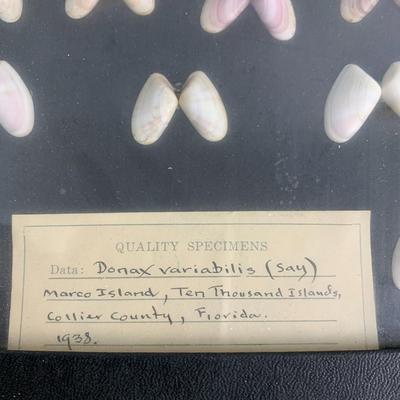 QUALITY SPECIMENS
Data: Donax variabilis (Say)
Marco Island, Ten Thousand Islands,
Collier County, Florida.
1938.